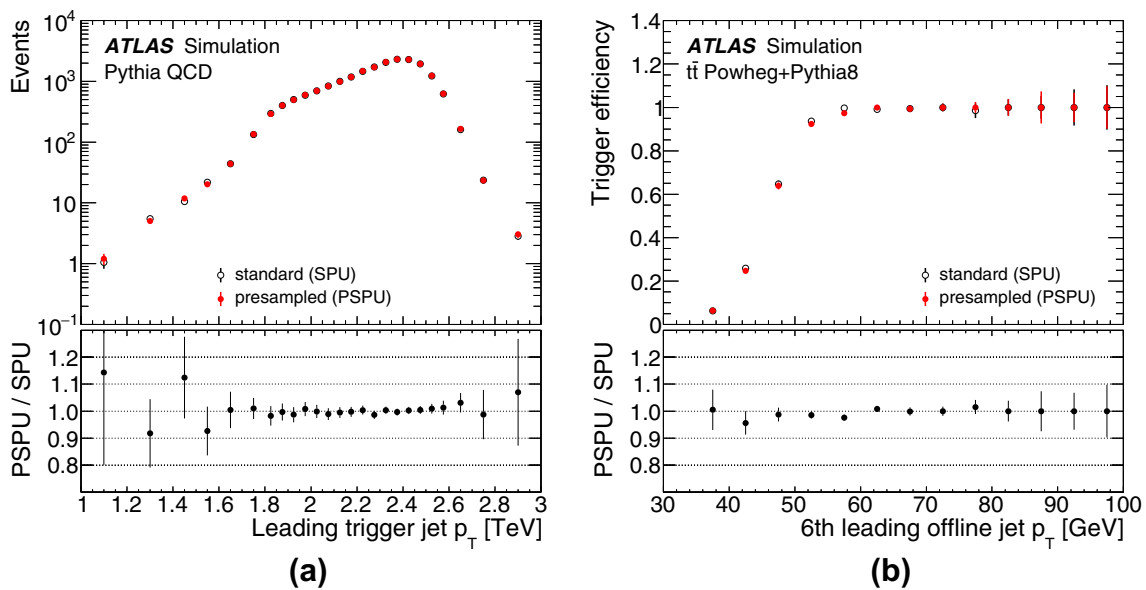 Events
10^4
10^3
10^2
10
1
10^−1
ATLAS Simulation
Pythia QCD
standard (SPU)
presampled (PSPU)
PSPU / SPU
1.2
1.1
1.0
0.9
0.8
1 1.2 1.4 1.6 1.8 2 2.2 2.4 2.6 2.8 3
Leading trigger jet p_T [TeV]
(a)
Trigger efficiency
1.4
1.2
1
0.8
0.6
0.4
0.2
0
ATLAS Simulation
tt̄ Powheg+Pythia8
standard (SPU)
presampled (PSPU)
PSPU / SPU
1.2
1.1
1.0
0.9
0.8
30 40 50 60 70 80 90 100
6th leading offline jet p_T [GeV]
(b)